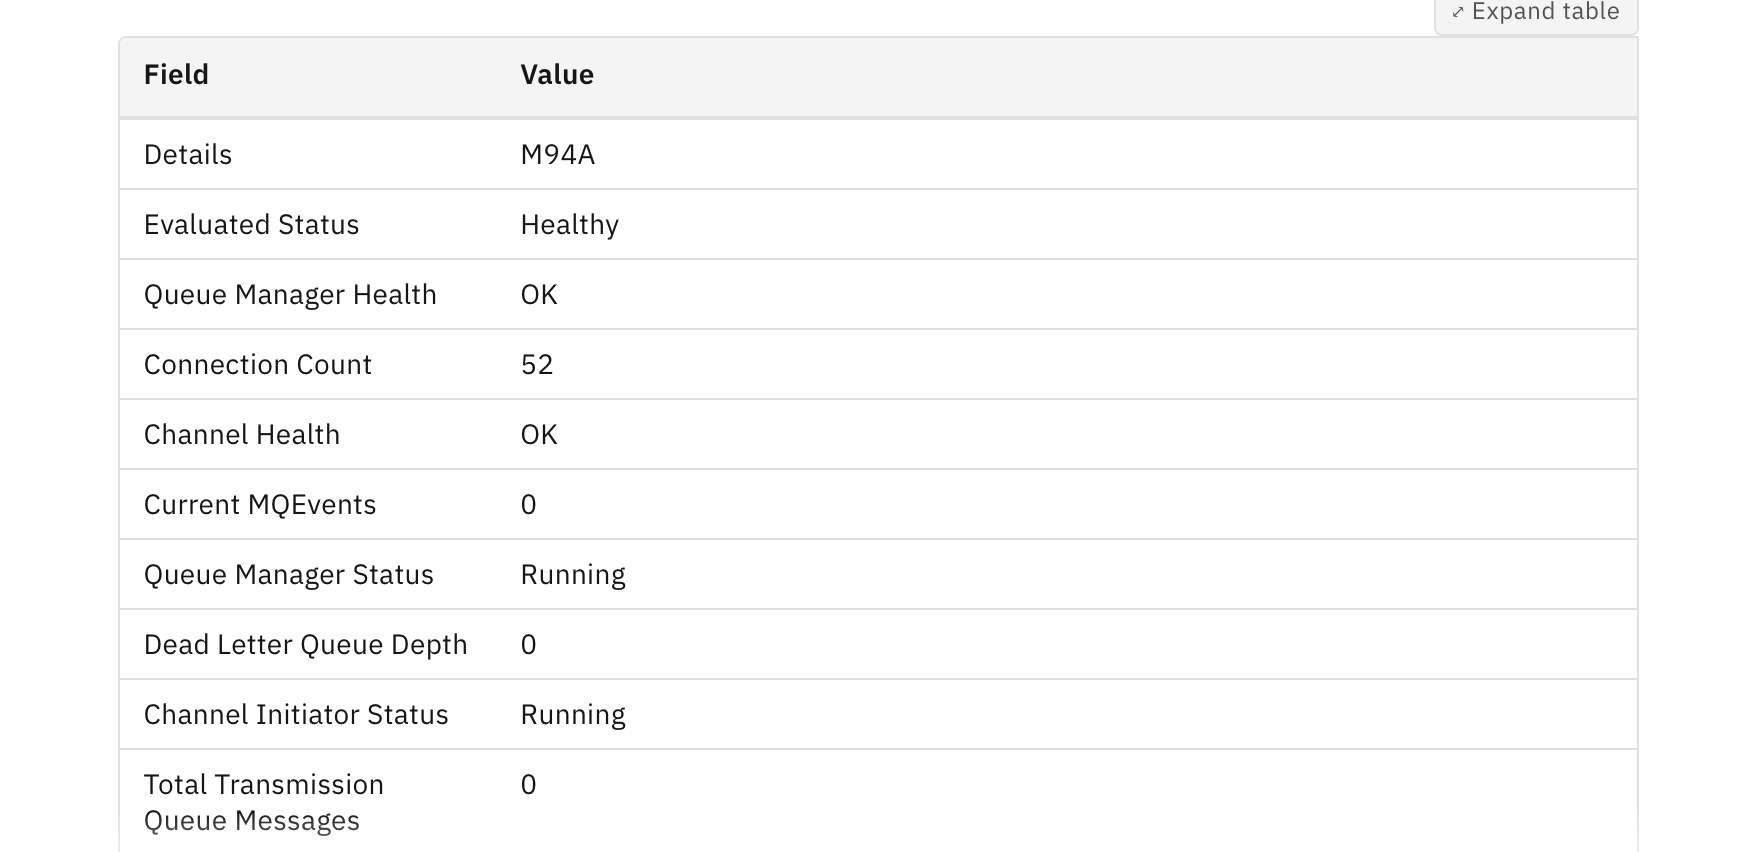 Expand table
Field Value
Details M94A
Evaluated Status Healthy
Queue Manager Health OK
Connection Count 52
Channel Health OK
Current MQEvents 0
Queue Manager Status Running
Dead Letter Queue Depth 0
Channel Initiator Status Running
Total Transmission 0
Queue Messages